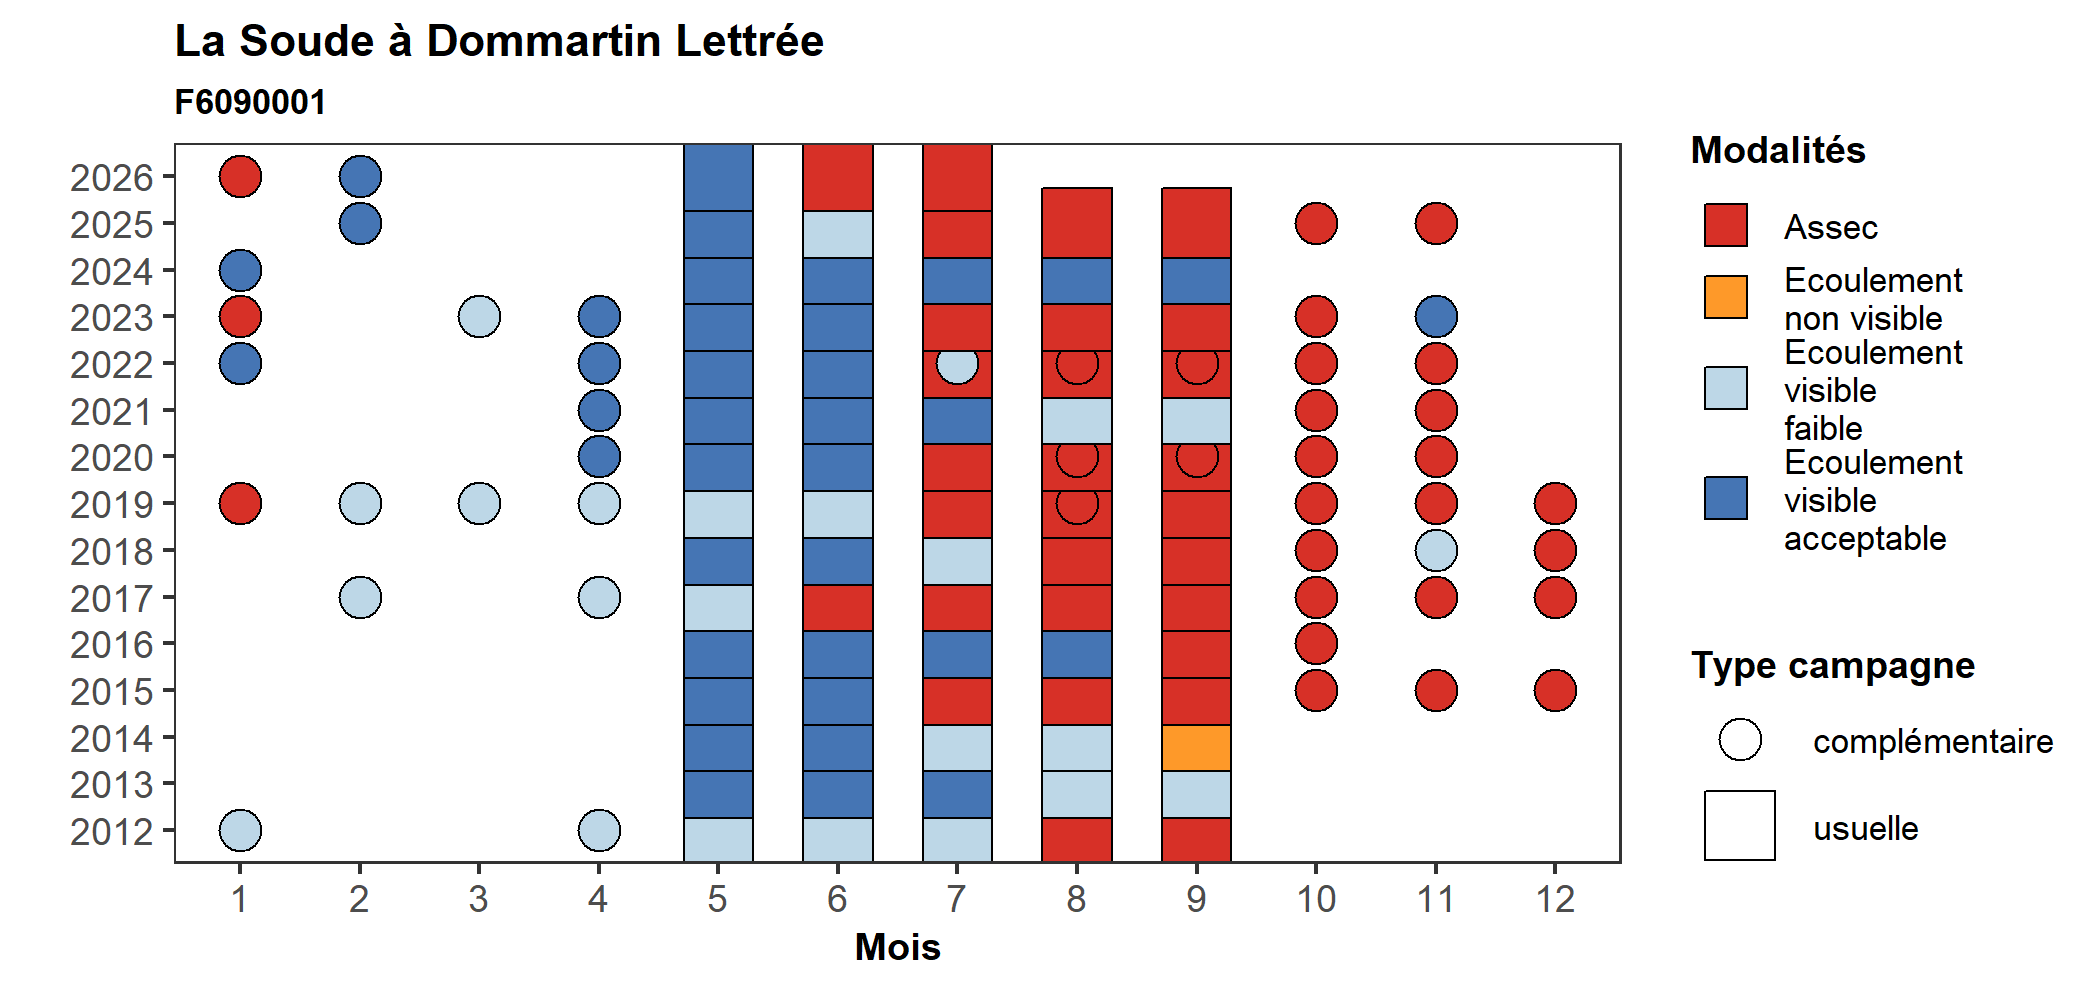 La Soude à Dommartin Lettrée
F6090001
2026
2025
2024
2023
2022
2021
2020
2019
2018
2017
2016
2015
2014
2013
2012
1 2 3 4 5 6 7 8 9 10 11 12
Mois
Modalités
Assec
Ecoulement
non visible
Ecoulement
visible
faible
Ecoulement
visible
acceptable
Type campagne
complémentaire
usuelle